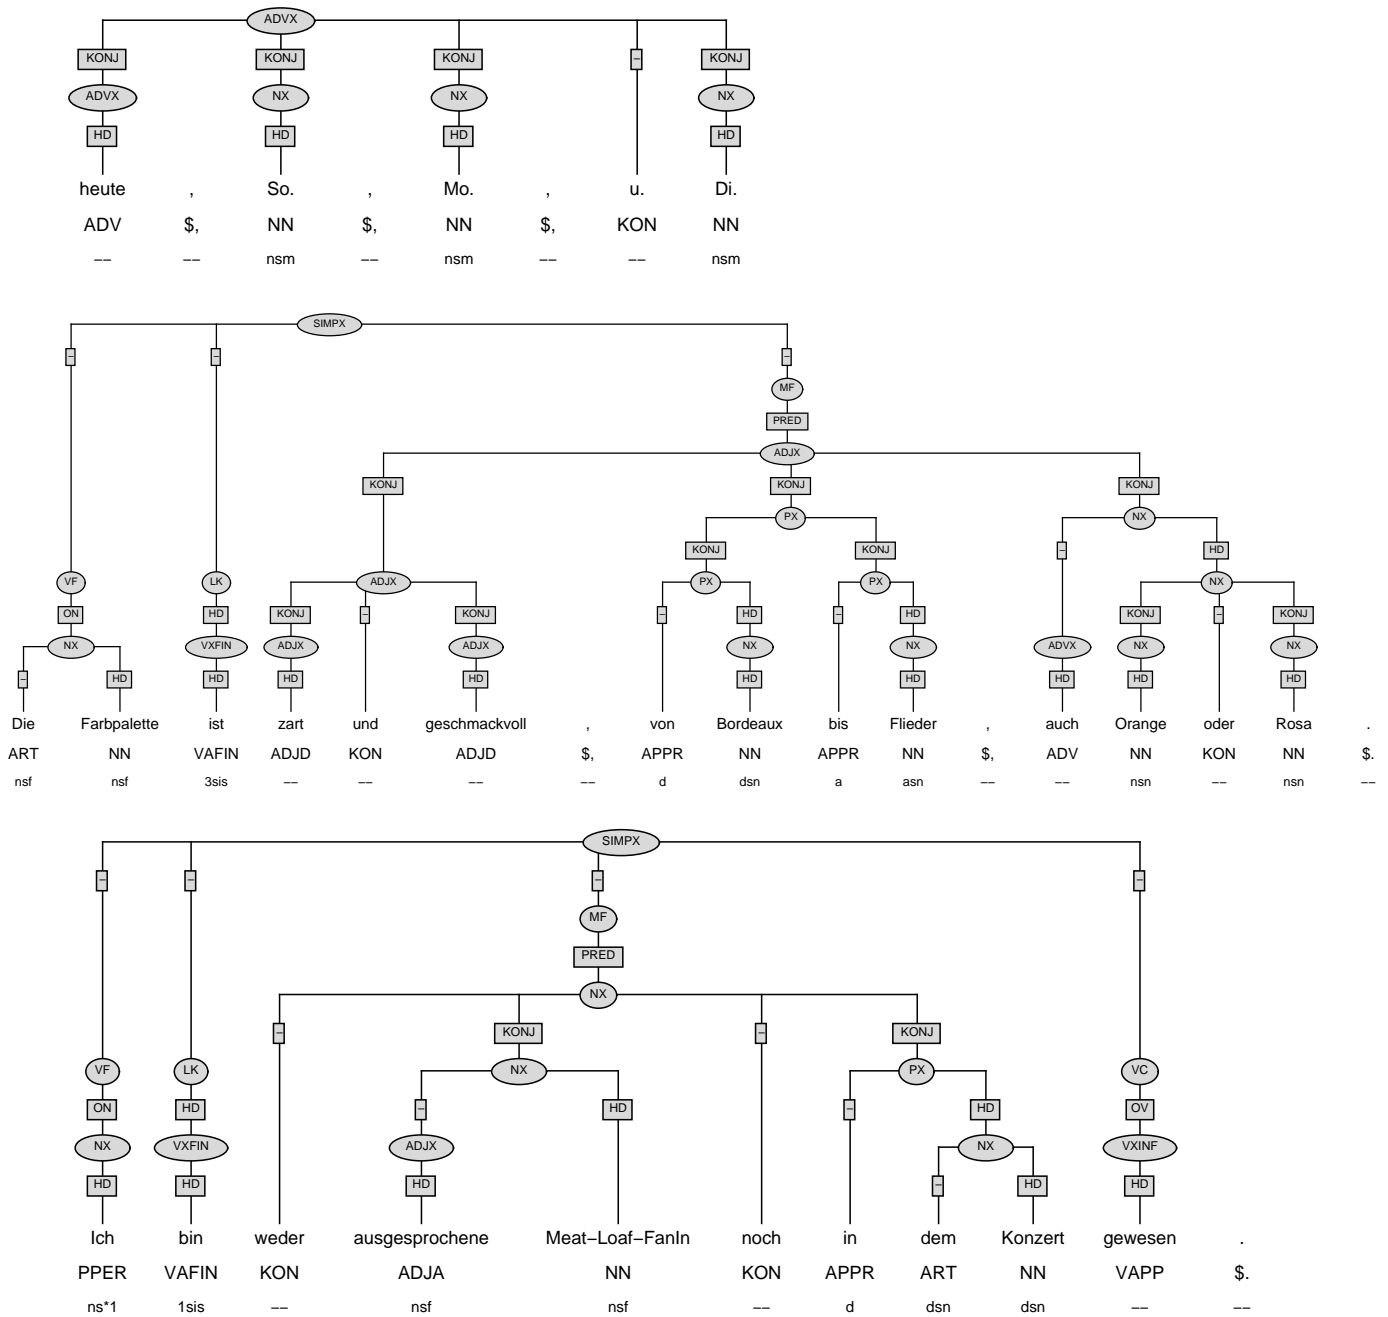 ADVX
KONJ KONJ KONJ – KONJ
ADVX NX NX NX
HD HD HD HD
heute , So. , Mo. , u. Di.
ADV $, NN $, NN $, KON NN
−− −− nsm −− nsm −− −− nsm
SIMPX
– – –
MF
PRED
ADJX
KONJ KONJ KONJ
PX NX
KONJ KONJ – HD
VF LK ADJX PX PX NX
ON HD KONJ – KONJ – HD – HD KONJ – KONJ
NX VXFIN ADJX ADJX NX NX ADVX NX NX
– HD HD HD HD HD HD HD HD HD
Die Farbpalette ist zart und geschmackvoll , von Bordeaux bis Flieder , auch Orange oder Rosa .
ART NN VAFIN ADJD KON ADJD $, APPR NN APPR NN $, ADV NN KON NN $.
nsf nsf 3sis −− −− −− −− d dsn a asn −− −− nsn −− nsn −−
SIMPX
– – – –
MF
PRED
NX
– KONJ – KONJ
VF LK NX PX VC
ON HD – HD – HD OV
NX VXFIN ADJX NX VXINF
HD HD HD – HD HD
Ich bin weder ausgesprochene Meat−Loaf−FanIn noch in dem Konzert gewesen .
PPER VAFIN KON ADJA NN KON APPR ART NN VAPP $.
ns*1 1sis −− nsf nsf −− d dsn dsn −− −−